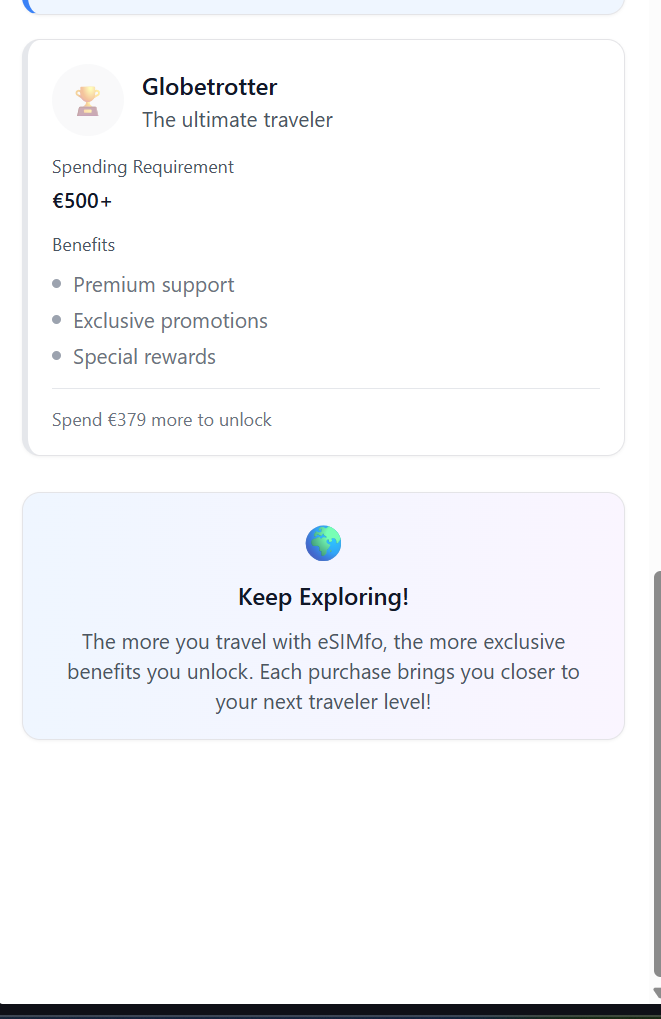 Globetrotter
The ultimate traveler
Spending Requirement
€500+
Benefits
Premium support
Exclusive promotions
Special rewards
Spend €379 more to unlock
Keep Exploring!
The more you travel with eSIMfo, the more exclusive
benefits you unlock. Each purchase brings you closer to
your next traveler level!